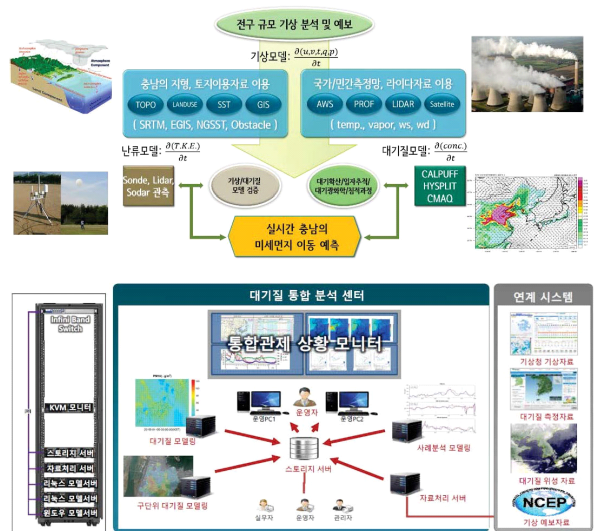 전구 규모 기상 분석 및 예보
기상모델: ∂(u,v,t,q,p)/∂t
충남의 지형, 토지이용자료 이용
TOPO LANDUSE SST GIS
( SRTM, EGIS, NGSST, Obstacle )
국가/민간측정망, 라이다자료 이용
AWS PROF LIDAR Satellite
( temp., vapor, ws, wd )
난류모델: ∂(T.K.E.)/∂t
대기질모델: ∂(conc.)/∂t
Sonde, Lidar,
Sodar 관측
기상/대기질
모델 검증
대기확산/입자추적/
대기광화학/침적과정
CALPUFF
HYSPLIT
CMAQ
실시간 충남의
미세먼지 이동 예측
Infini Band
Switch
KVM 모니터
스토리지 서버
자료처리 서버
리눅스 모델서버
리눅스 모델서버
윈도우 모델서버
대기질 통합 분석 센터
통합관제 상황 모니터
운영자
운영PC1
운영PC2
대기질 모델링
사례분석 모델링
스토리지 서버
구단위 대기질 모델링
자료처리 서버
실무자
운영자
관리자
연계 시스템
기상청 기상자료
대기질 측정자료
대기질 위성 자료
NCEP
기상 예보자료